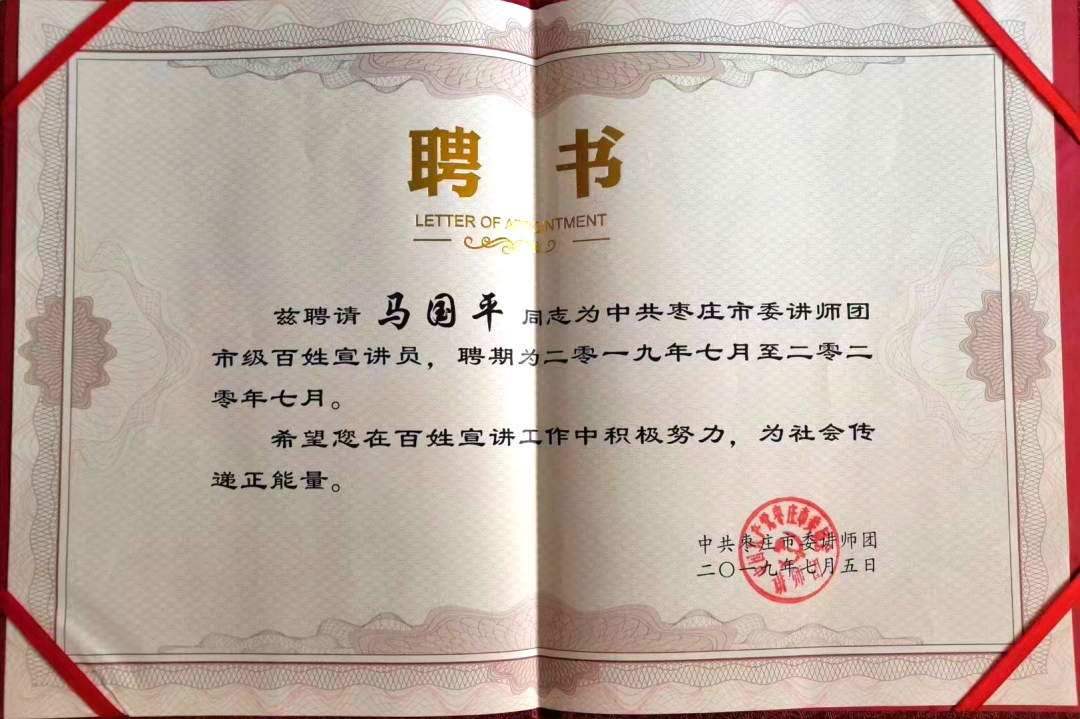 聘书
LETTER OF APPOINTMENT
兹聘请 马国平 同志为中共枣庄市委讲师团
市级百姓宣讲员，聘期为二零一九年七月至二零二
零年七月。
希望您在百姓宣讲工作中积极努力，为社会传
递正能量。
中共枣庄市委讲师团
二〇一九年七月五日